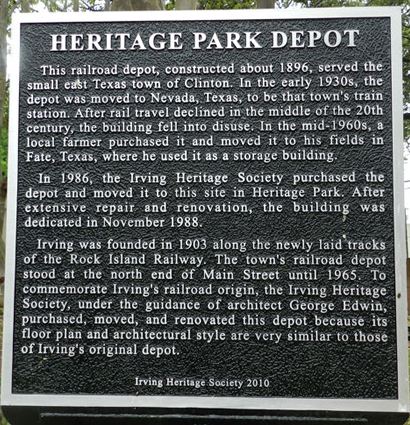 HERITAGE PARK DEPOT
This railroad depot, constructed about 1896, served the
small east Texas town of Clinton. In the early 1930s, the
depot was moved to Nevada, Texas, to be that town's train
station. After rail travel declined in the middle of the 20th
century, the building fell into disuse. In the mid-1960s, a
local farmer purchased it and moved it to his fields in
Fate, Texas, where he used it as a storage building.
In 1986, the Irving Heritage Society purchased the
depot and moved it to this site in Heritage Park. After
extensive repair and renovation, the building was
dedicated in November 1988.
Irving was founded in 1903 along the newly laid tracks
of the Rock Island Railway. The town's railroad depot
stood at the north end of Main Street until 1965. To
commemorate Irving's railroad origin, the Irving Heritage
Society, under the guidance of architect George Edwin,
purchased, moved, and renovated this depot because its
floor plan and architectural style are very similar to those
of Irving's original depot.
Irving Heritage Society 2010